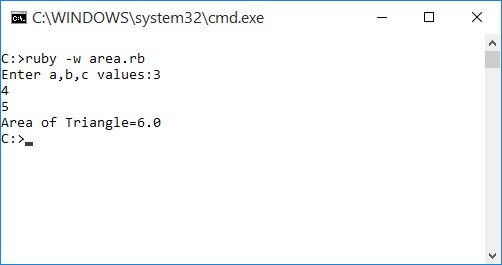 C:\WINDOWS\system32\cmd.exe
C:>ruby -w area.rb
Enter a,b,c values:3
4
5
Area of Triangle=6.0
C:>